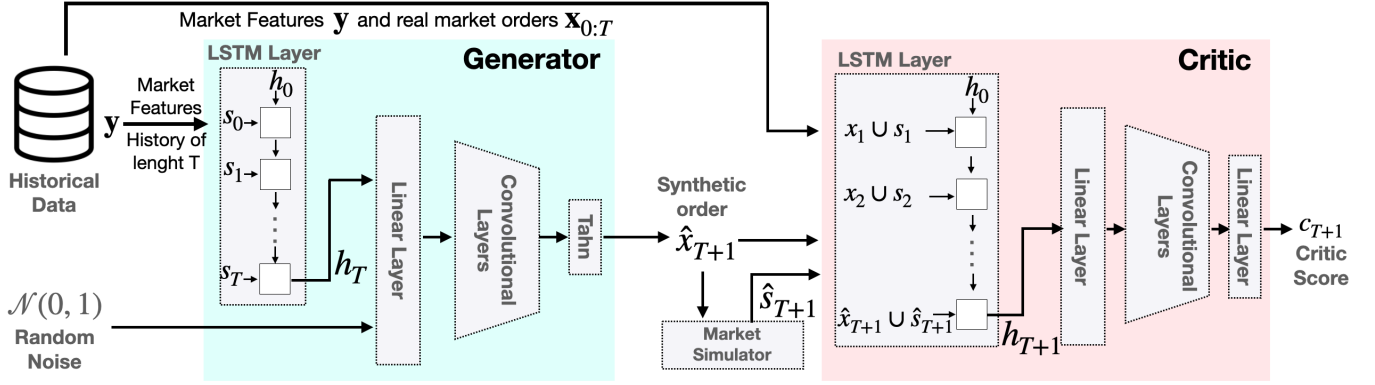 Market Features y and real market orders x0:T
Historical
Data
y
Market
Features
History of
lenght T
𝒩(0, 1)
Random
Noise
LSTM Layer
Generator
h0
s0
s1
sT
hT
Linear Layer
Convolutional
Layers
Tahn
Synthetic
order
x̂T+1
ŝT+1
Market
Simulator
Critic
LSTM Layer
h0
x1 ∪ s1
x2 ∪ s2
x̂T+1 ∪ ŝT+1
hT+1
Linear Layer
Convolutional
Layers
Linear Layer
cT+1
Critic
Score